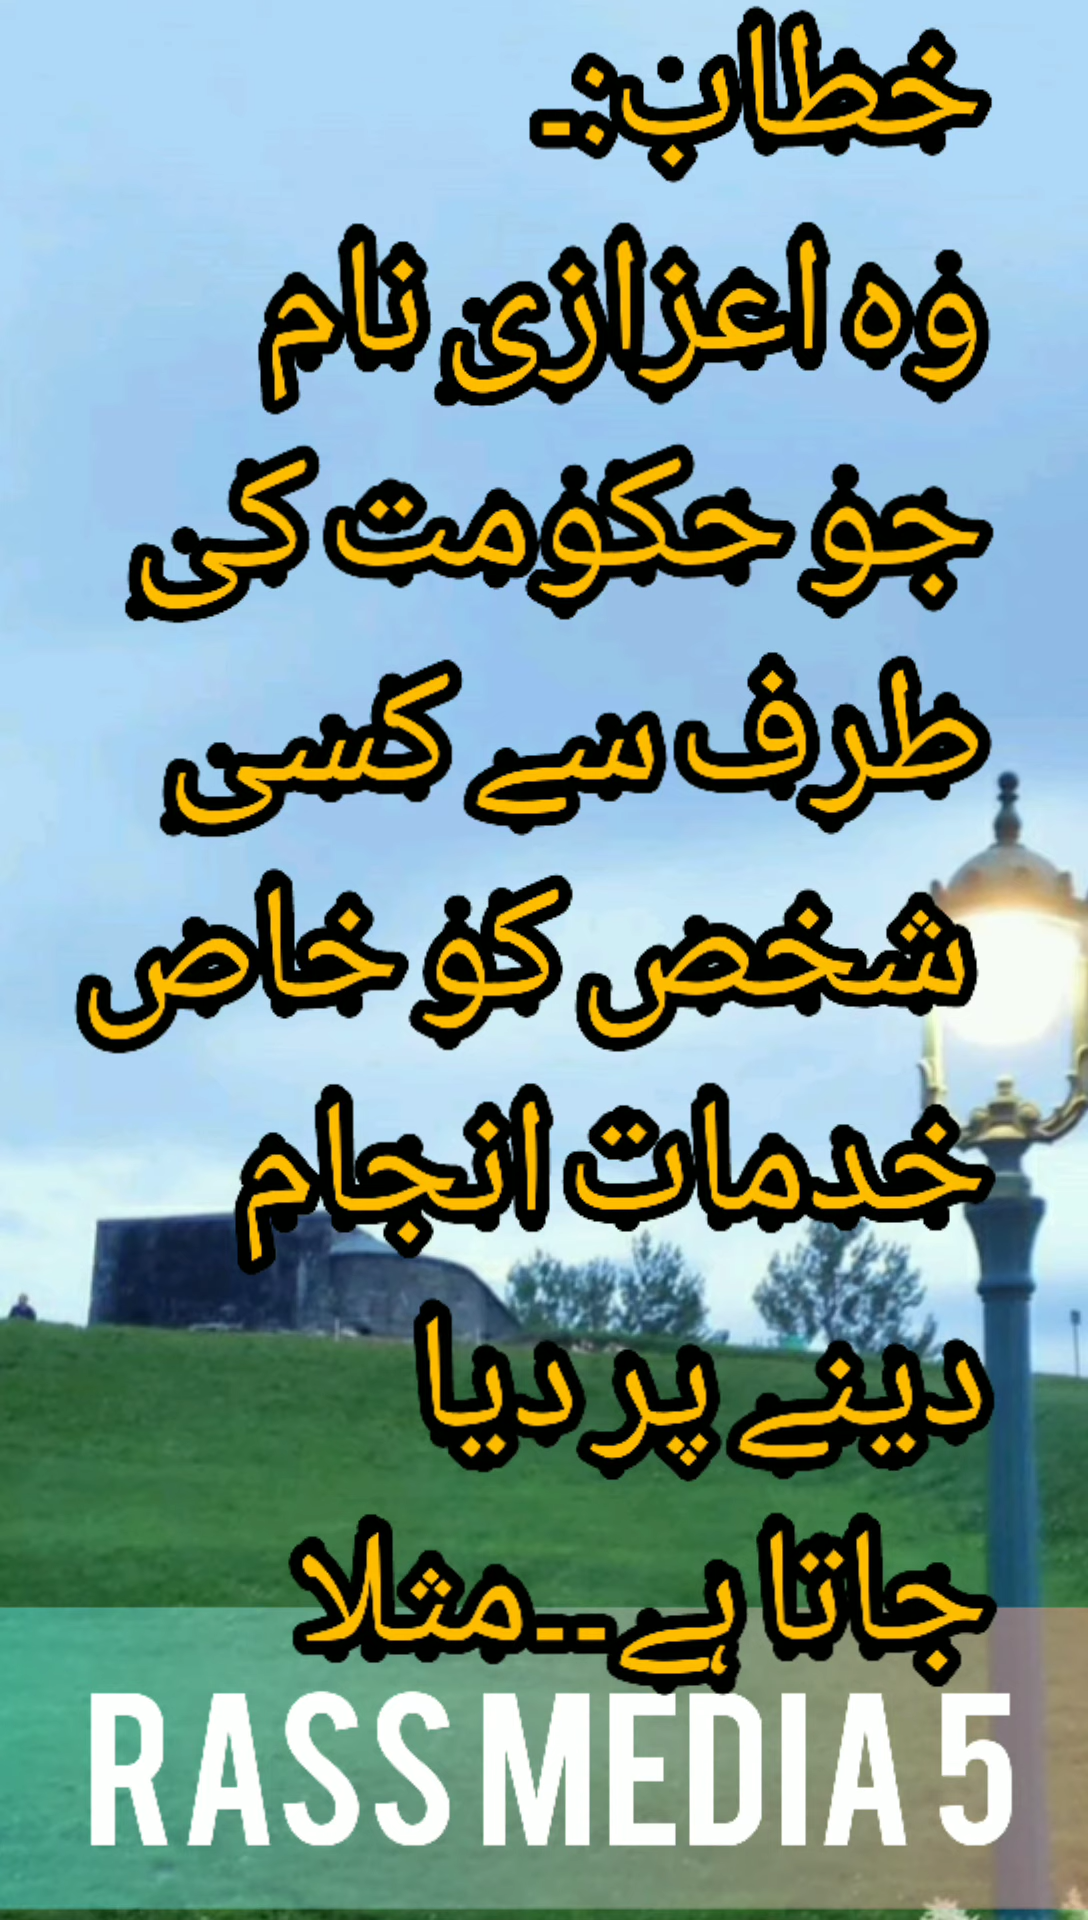 خطاب:-
وہ اعزازی نام
جو حکومت کی
طرف سے کسی
شخص کو خاص
خدمات انجام
دینے پر دیا
جاتا ہے--مثلا
RASS MEDIA 5